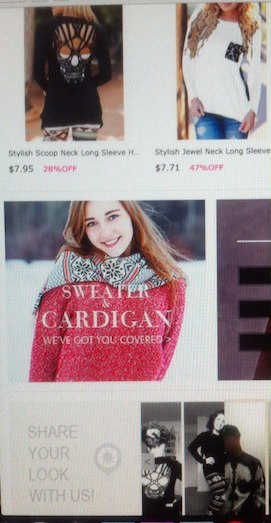 Stylish Scoop Neck Long Sleeve H...
$7.95 28%OFF
Stylish Jewel Neck Long Sleeve
$7.71 47%OFF
SWEATER
&
CARDIGAN
WE'VE GOT YOU COVERED >
SHARE
YOUR
LOOK
WITH US!